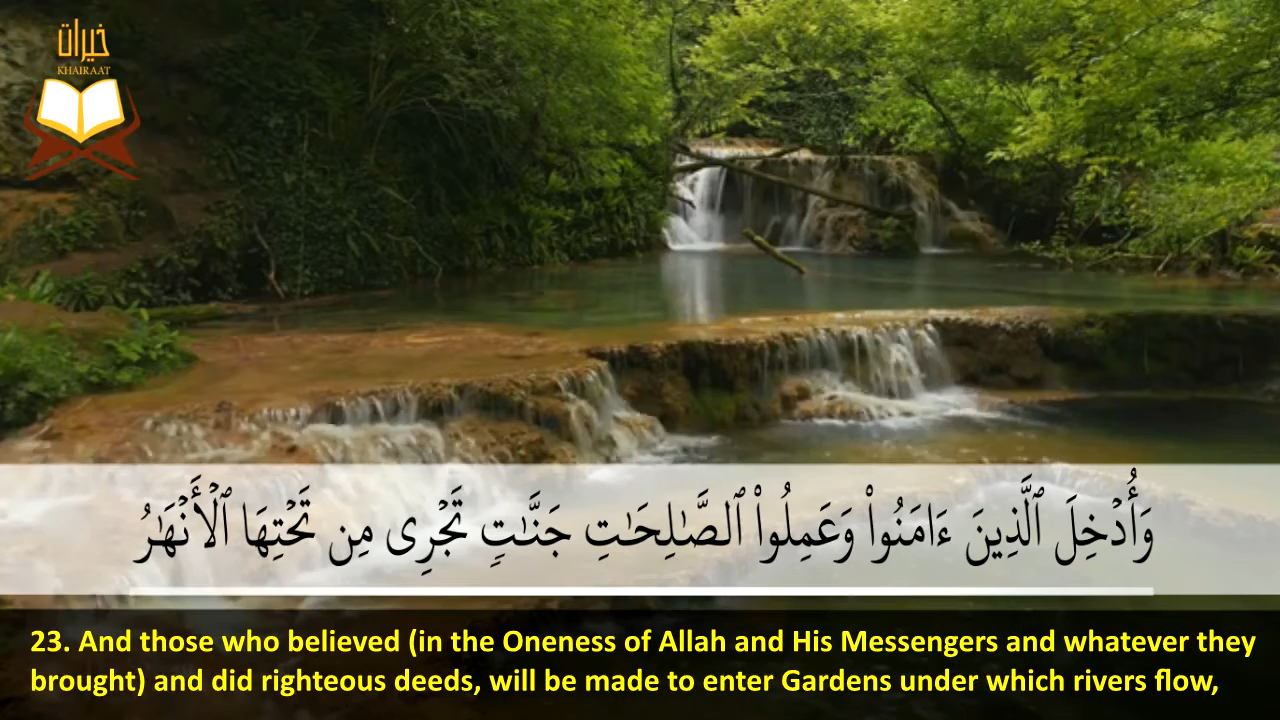 خيرات
KHAIRAAT
وَأُدْخِلَ ٱلَّذِينَ ءَامَنُوا۟ وَعَمِلُوا۟ ٱلصَّـٰلِحَـٰتِ جَنَّـٰتٍ تَجْرِى مِن تَحْتِهَا ٱلْأَنْهَـٰرُ
23. And those who believed (in the Oneness of Allah and His Messengers and whatever they
brought) and did righteous deeds, will be made to enter Gardens under which rivers flow,